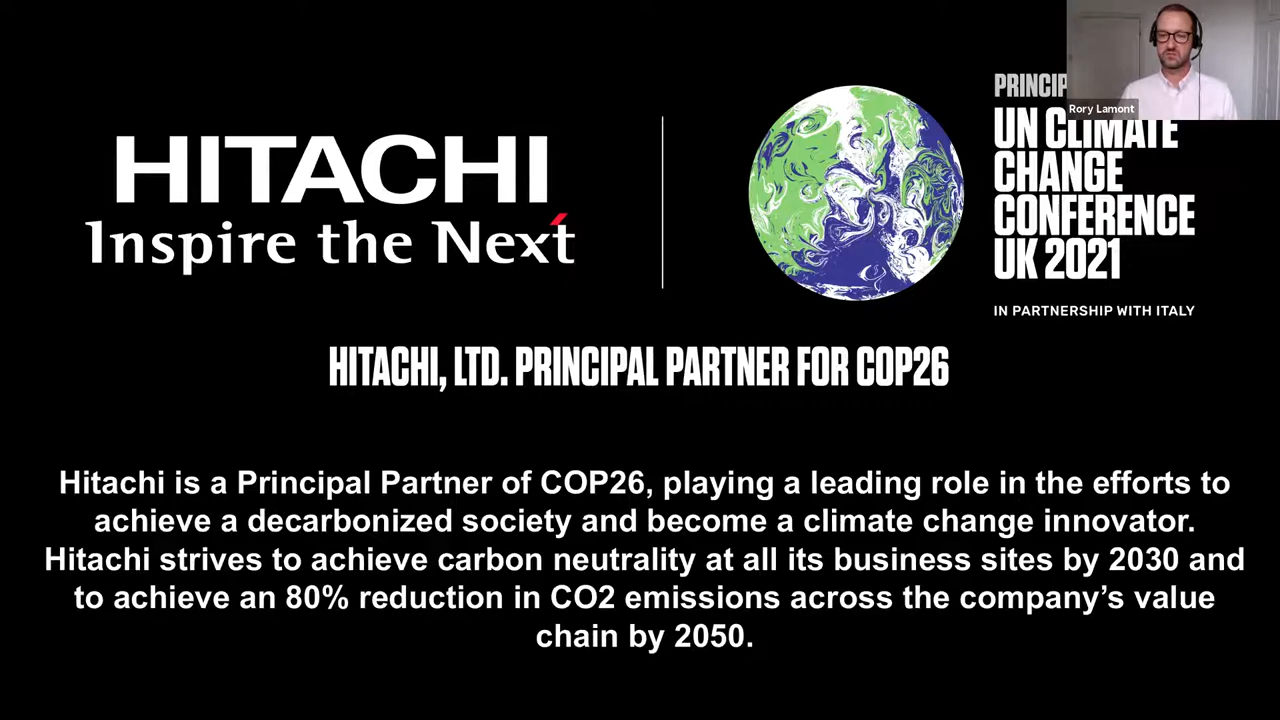 HITACHI
Inspire the Next
Rory Lamont
UN CLIMATE
CHANGE
CONFERENCE
UK 2021
IN PARTNERSHIP WITH ITALY
HITACHI, LTD. PRINCIPAL PARTNER FOR COP26
Hitachi is a Principal Partner of COP26, playing a leading role in the efforts to
achieve a decarbonized society and become a climate change innovator.
Hitachi strives to achieve carbon neutrality at all its business sites by 2030 and
to achieve an 80% reduction in CO2 emissions across the company’s value
chain by 2050.